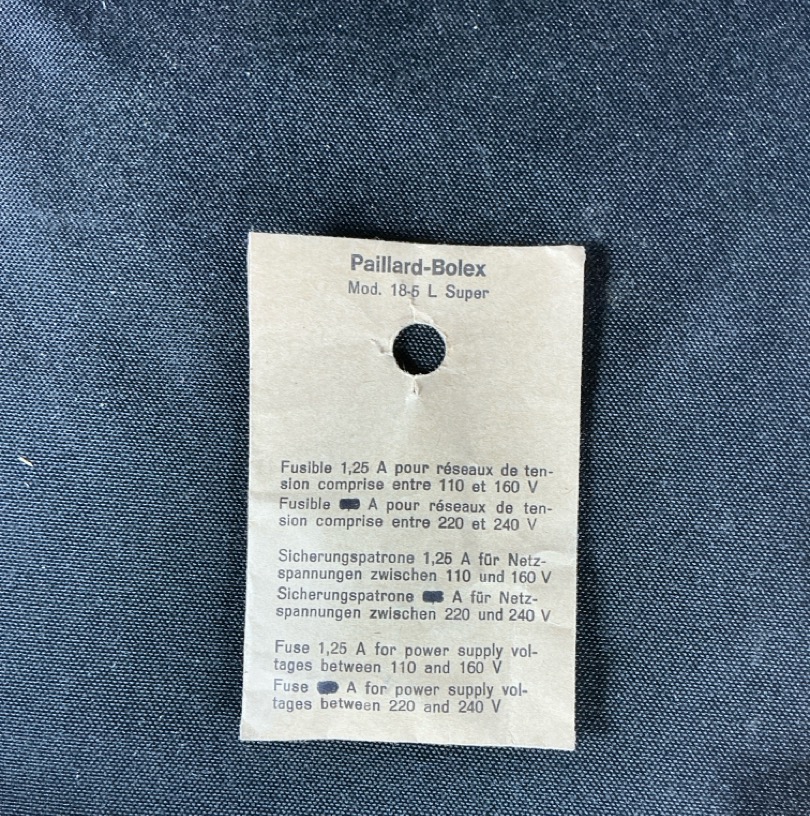 Paillard-Bolex
Mod. 18-5 L Super
Fusible 1,25 A pour réseaux de ten-
sion comprise entre 110 et 160 V
Fusible A pour réseaux de ten-
sion comprise entre 220 et 240 V
Sicherungspatrone 1,25 A für Netz-
spannungen zwischen 110 und 160 V
Sicherungspatrone A für Netz-
spannungen zwischen 220 und 240 V
Fuse 1,25 A for power supply vol-
tages between 110 and 160 V
Fuse A for power supply vol-
tages between 220 and 240 V